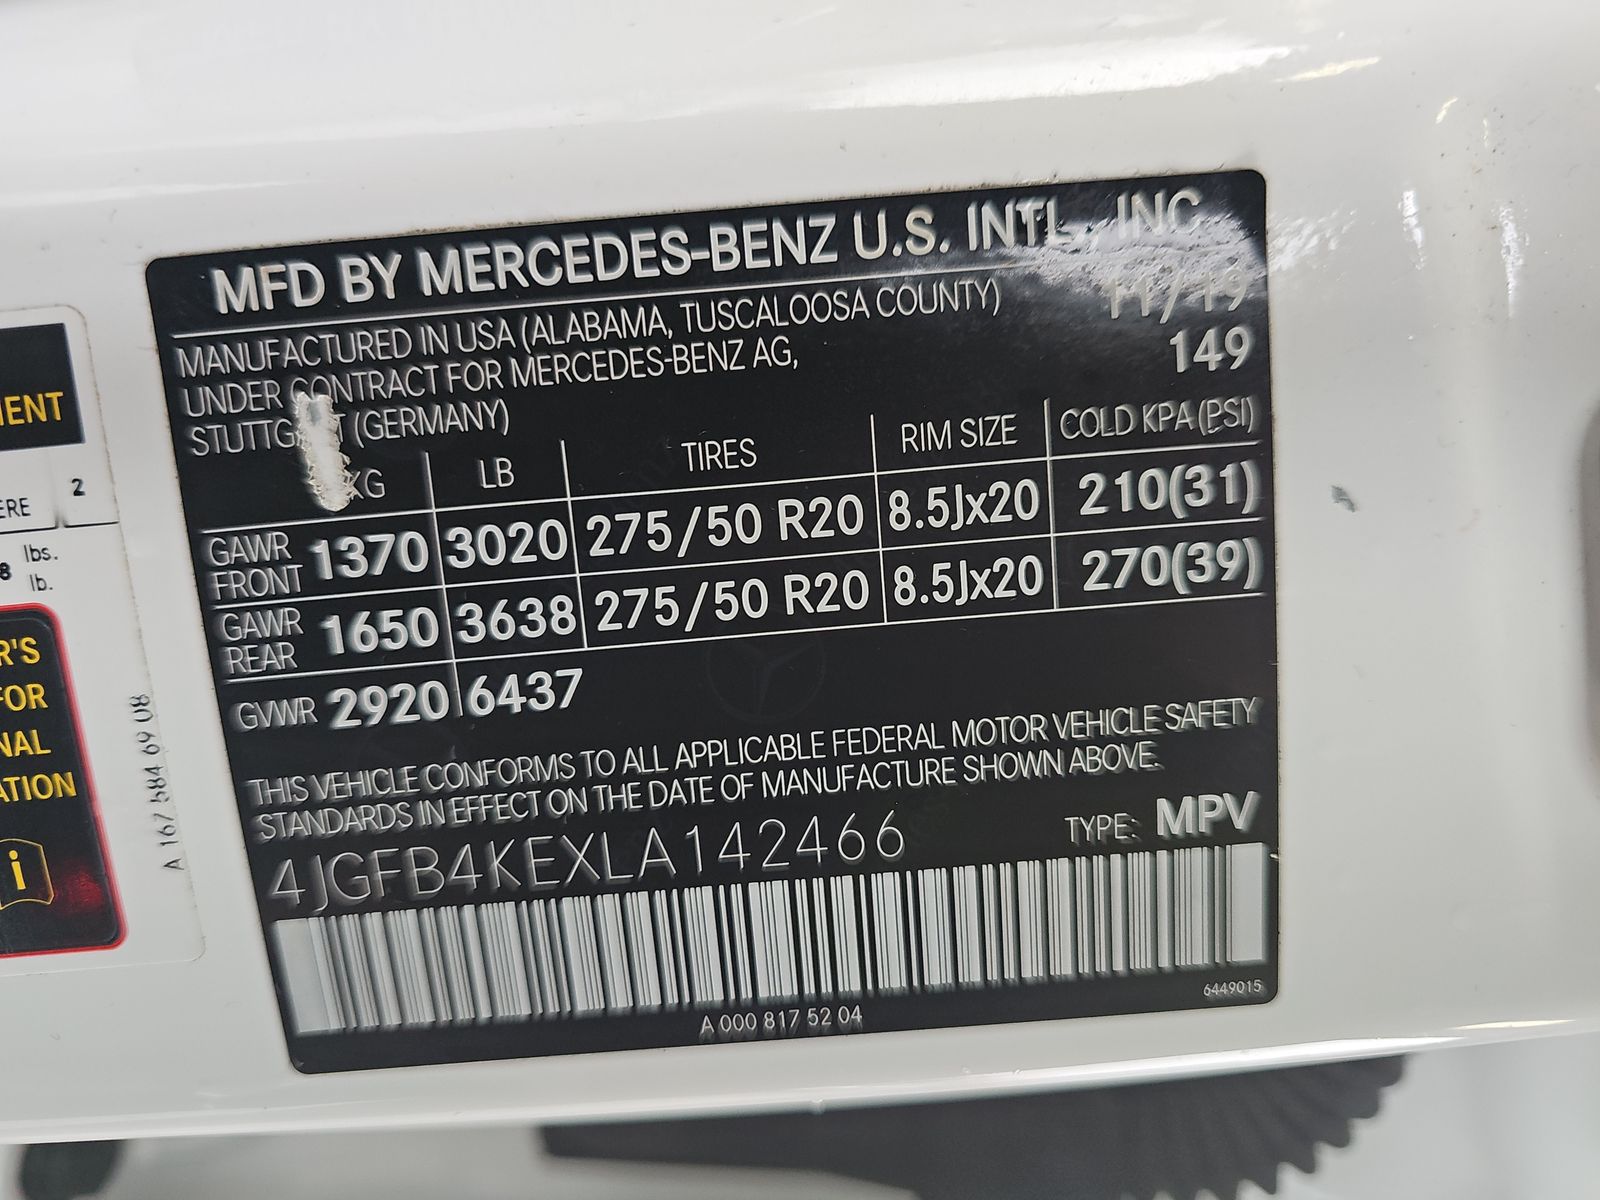 MFD BY MERCEDES-BENZ U.S. INTL., INC
MANUFACTURED IN USA (ALABAMA, TUSCALOOSA COUNTY) 11/19
UNDER CONTRACT FOR MERCEDES-BENZ AG, 149
(GERMANY)
KG LB TIRES RIM SIZE COLD KPA (PSI)
GAWR FRONT 1370 3020 275/50 R20 8.5Jx20 210(31)
GAWR REAR 1650 3638 275/50 R20 8.5Jx20 270(39)
GVWR 2920 6437
THIS VEHICLE CONFORMS TO ALL APPLICABLE FEDERAL MOTOR VEHICLE SAFETY
STANDARDS IN EFFECT ON THE DATE OF MANUFACTURE SHOWN ABOVE.
4JGFB4KEXLA142466 TYPE: MPV
6449015
A 000 817 52 04
2
lbs.
lb.
FOR
i
A 167 584 69 08